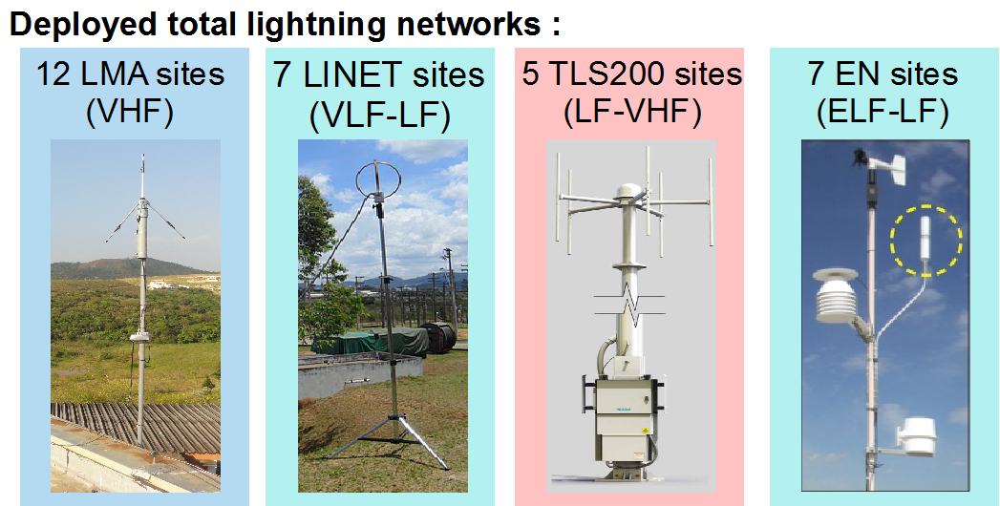 Deployed total lightning networks :
12 LMA sites
(VHF)
7 LINET sites
(VLF-LF)
5 TLS200 sites
(LF-VHF)
7 EN sites
(ELF-LF)